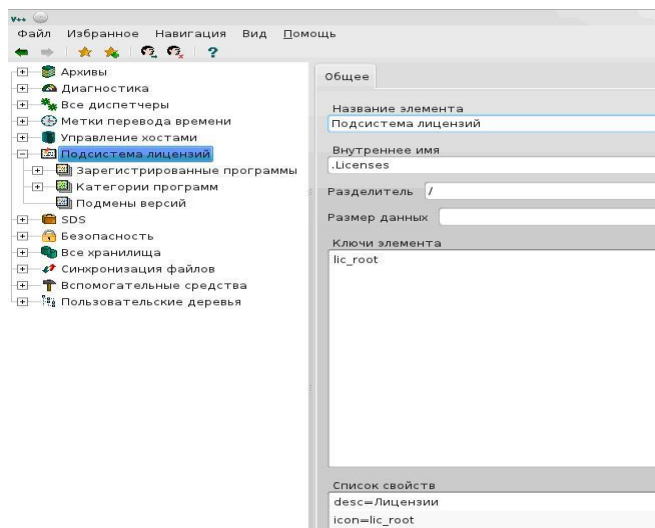 V++
Файл Избранное Навигация Вид Помощь
?
Архивы
Диагностика
Все диспетчеры
Метки перевода времени
Управление хостами
Подсистема лицензий
Зарегистрированные программы
Категории программ
Подмены версий
SDS
Безопасность
Все хранилища
Синхронизация файлов
Вспомогательные средства
Пользовательские деревья
Общее
Название элемента
Подсистема лицензий
Внутреннее имя
.Licenses
Разделитель /
Размер данных
Ключи элемента
lic_root
Список свойств
desc=Лицензии
icon=lic_root